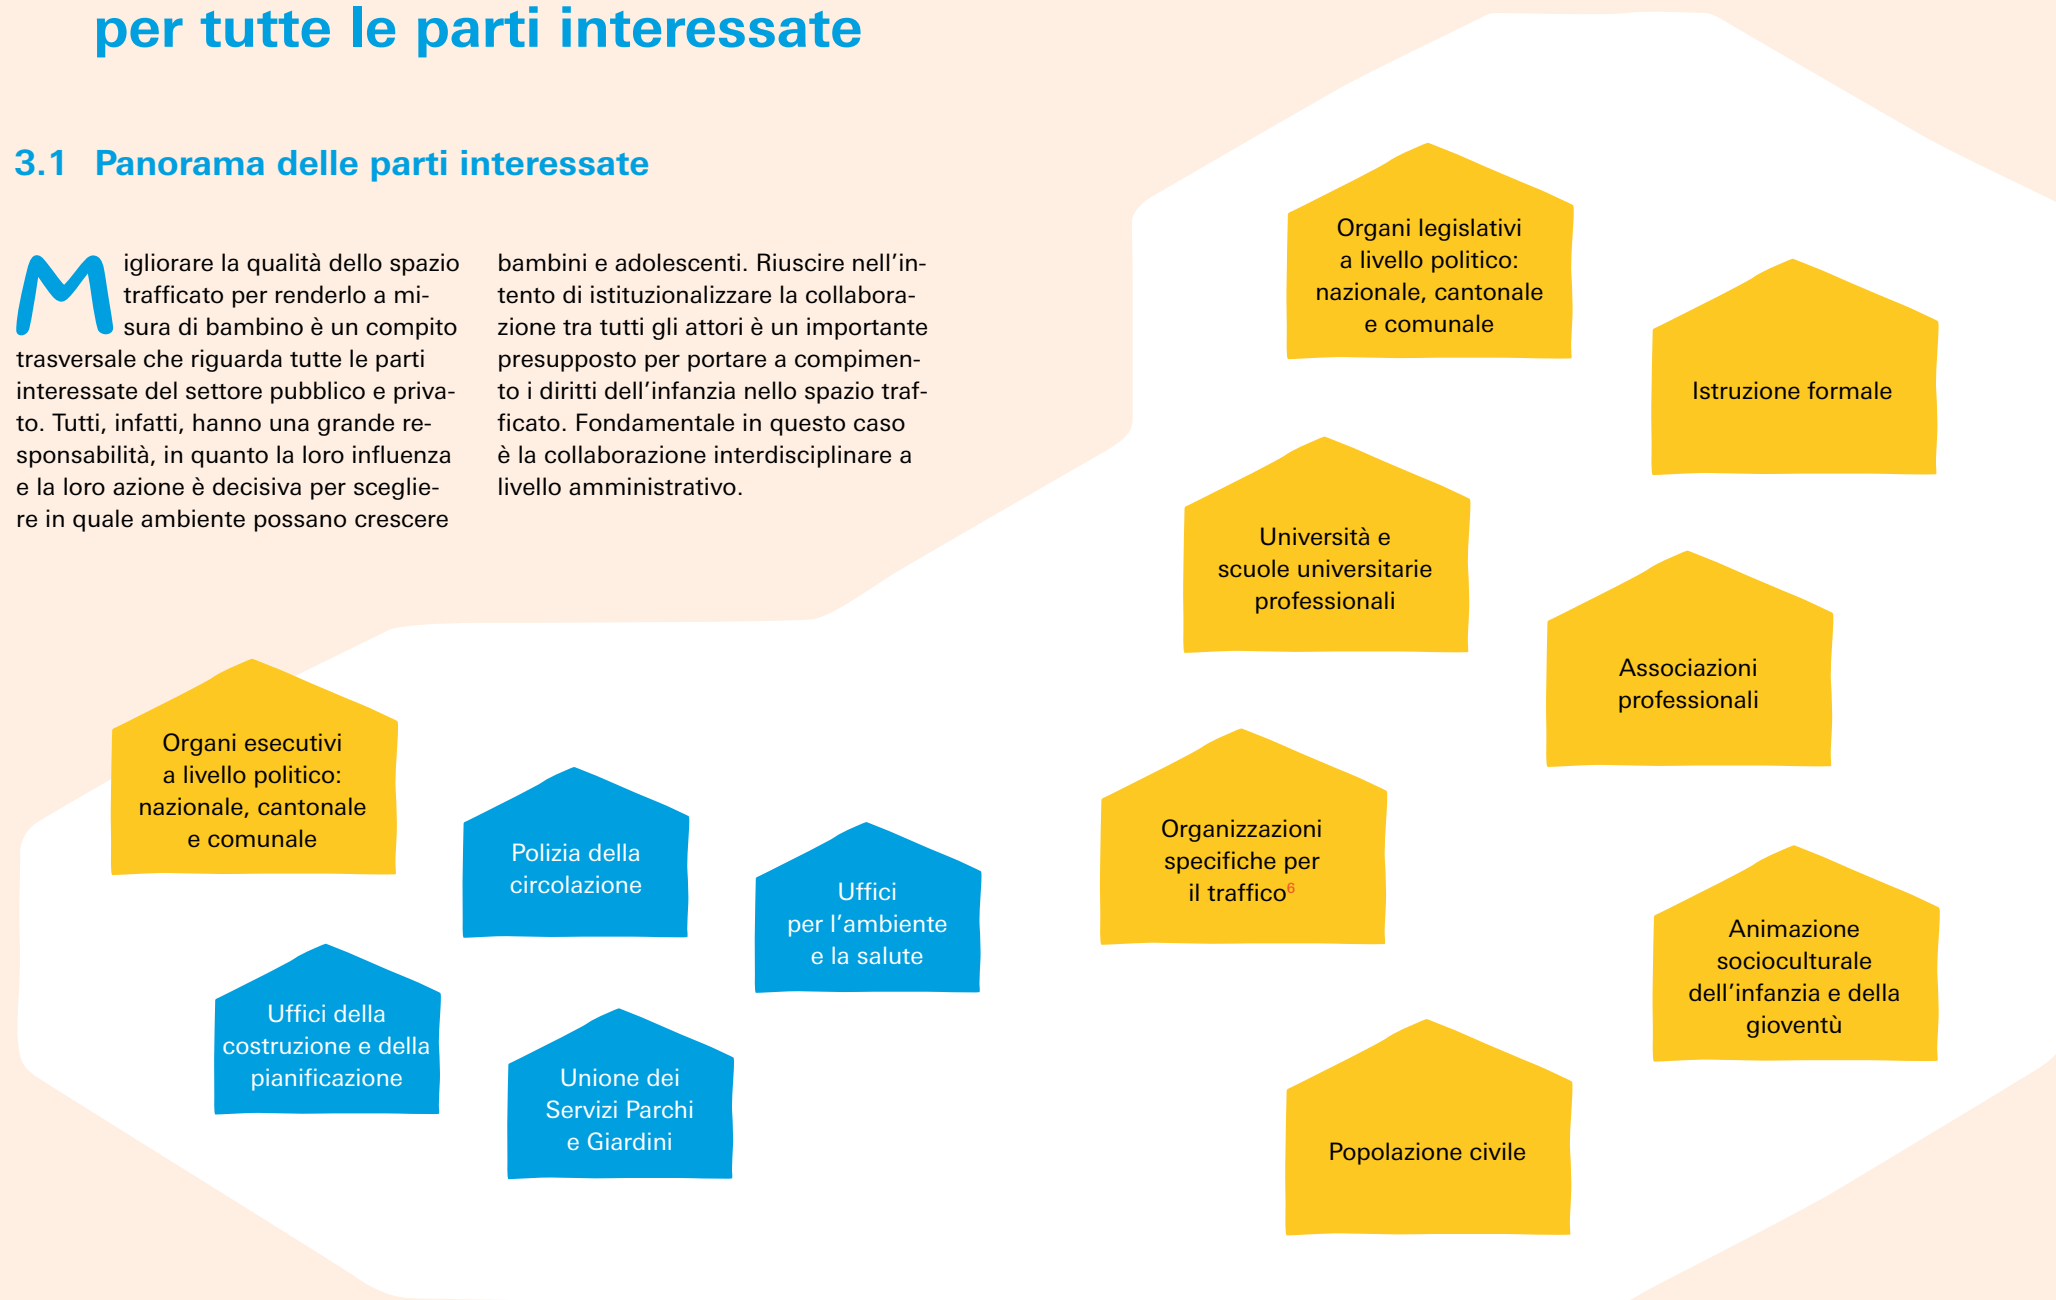 per tutte le parti interessate
3.1 Panorama delle parti interessate
Migliorare la qualità dello spazio
trafficato per renderlo a mi-
sura di bambino è un compito
trasversale che riguarda tutte le parti
interessate del settore pubblico e priva-
to. Tutti, infatti, hanno una grande re-
sponsabilità, in quanto la loro influenza
e la loro azione è decisiva per sceglie-
re in quale ambiente possano crescere
bambini e adolescenti. Riuscire nell'in-
tento di istituzionalizzare la collabora-
zione tra tutti gli attori è un importante
presupposto per portare a compimen-
to i diritti dell'infanzia nello spazio traf-
ficato. Fondamentale in questo caso
è la collaborazione interdisciplinare a
livello amministrativo.
Organi esecutivi
a livello politico:
nazionale, cantonale
e comunale
Polizia della
circolazione
Uffici
per l'ambiente
e la salute
Uffici della
costruzione e della
pianificazione
Unione dei
Servizi Parchi
e Giardini
Organi legislativi
a livello politico:
nazionale, cantonale
e comunale
Istruzione formale
Università e
scuole universitarie
professionali
Associazioni
professionali
Organizzazioni
specifiche per
il traffico6
Animazione
socioculturale
dell'infanzia e della
gioventù
Popolazione civile